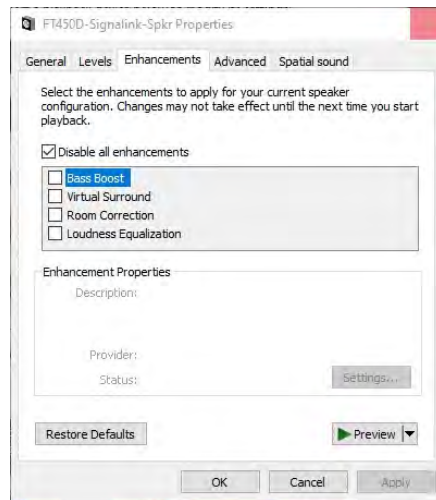 FT450D-Signalink-Spkr Properties
General Levels Enhancements Advanced Spatial sound
Select the enhancements to apply for your current speaker
configuration. Changes may not take effect until the next time you start
playback.
Disable all enhancements
Bass Boost
Virtual Surround
Room Correction
Loudness Equalization
Enhancement Properties
Description:
Provider:
Status:
Settings...
Restore Defaults
Preview
OK Cancel Apply